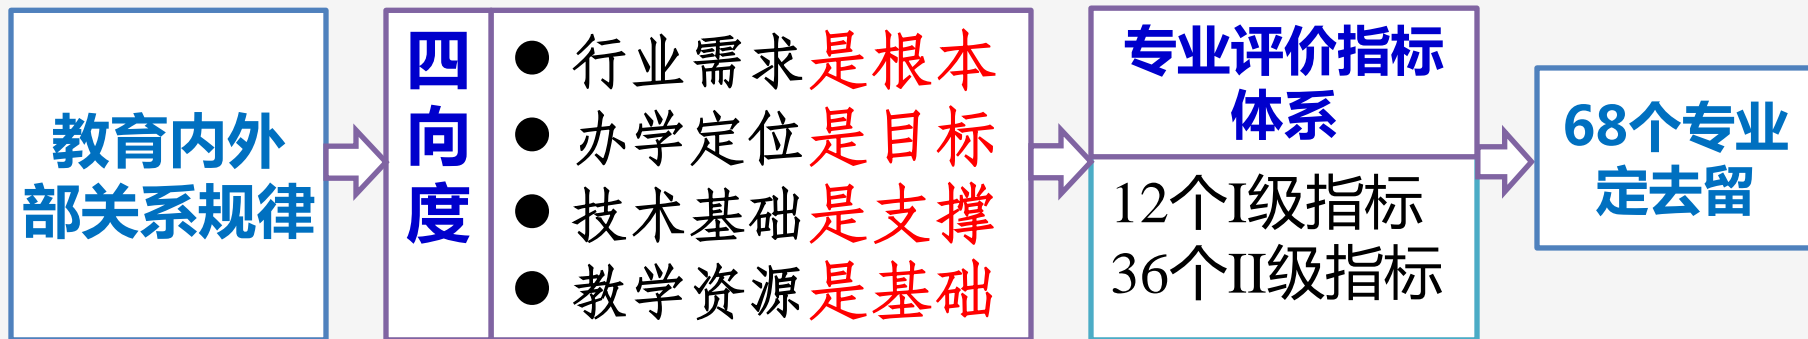 教育内外
部关系规律
四向度
● 行业需求是根本
● 办学定位是目标
● 技术基础是支撑
● 教学资源是基础
专业评价指标
体系
12个I级指标
36个II级指标
68个专业
定去留